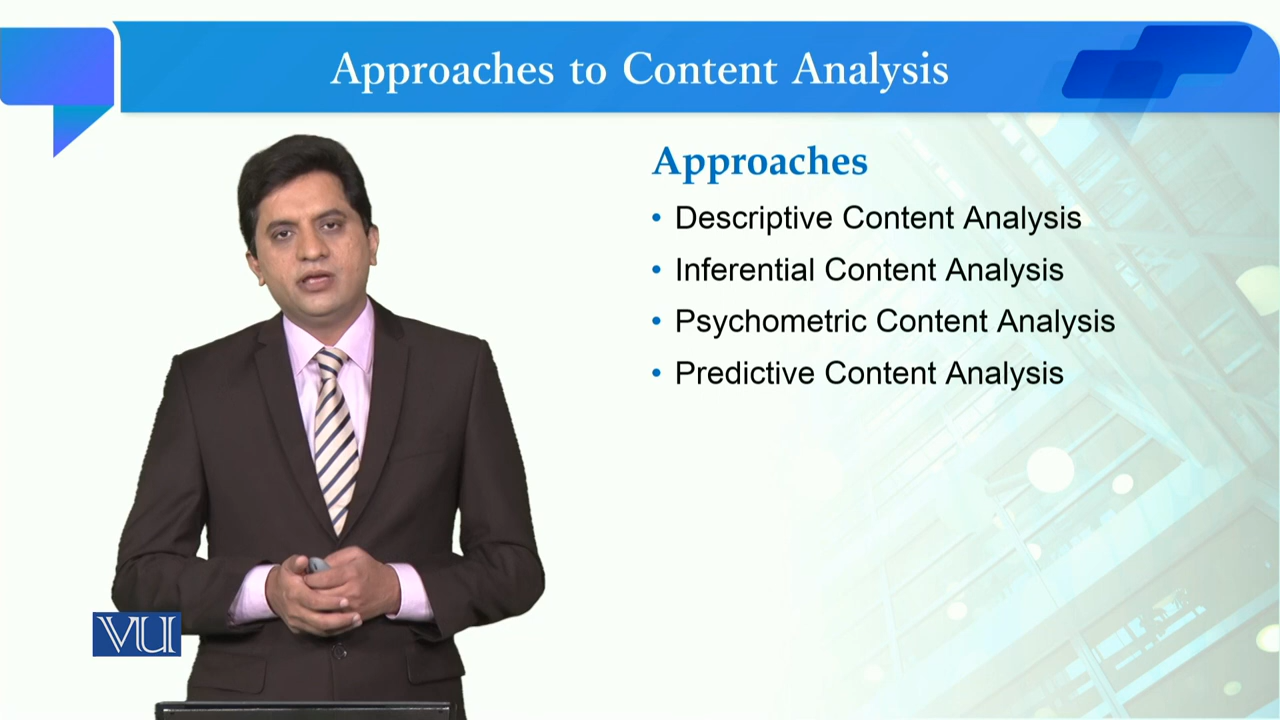 Approaches to Content Analysis
Approaches
• Descriptive Content Analysis
• Inferential Content Analysis
• Psychometric Content Analysis
• Predictive Content Analysis
VU